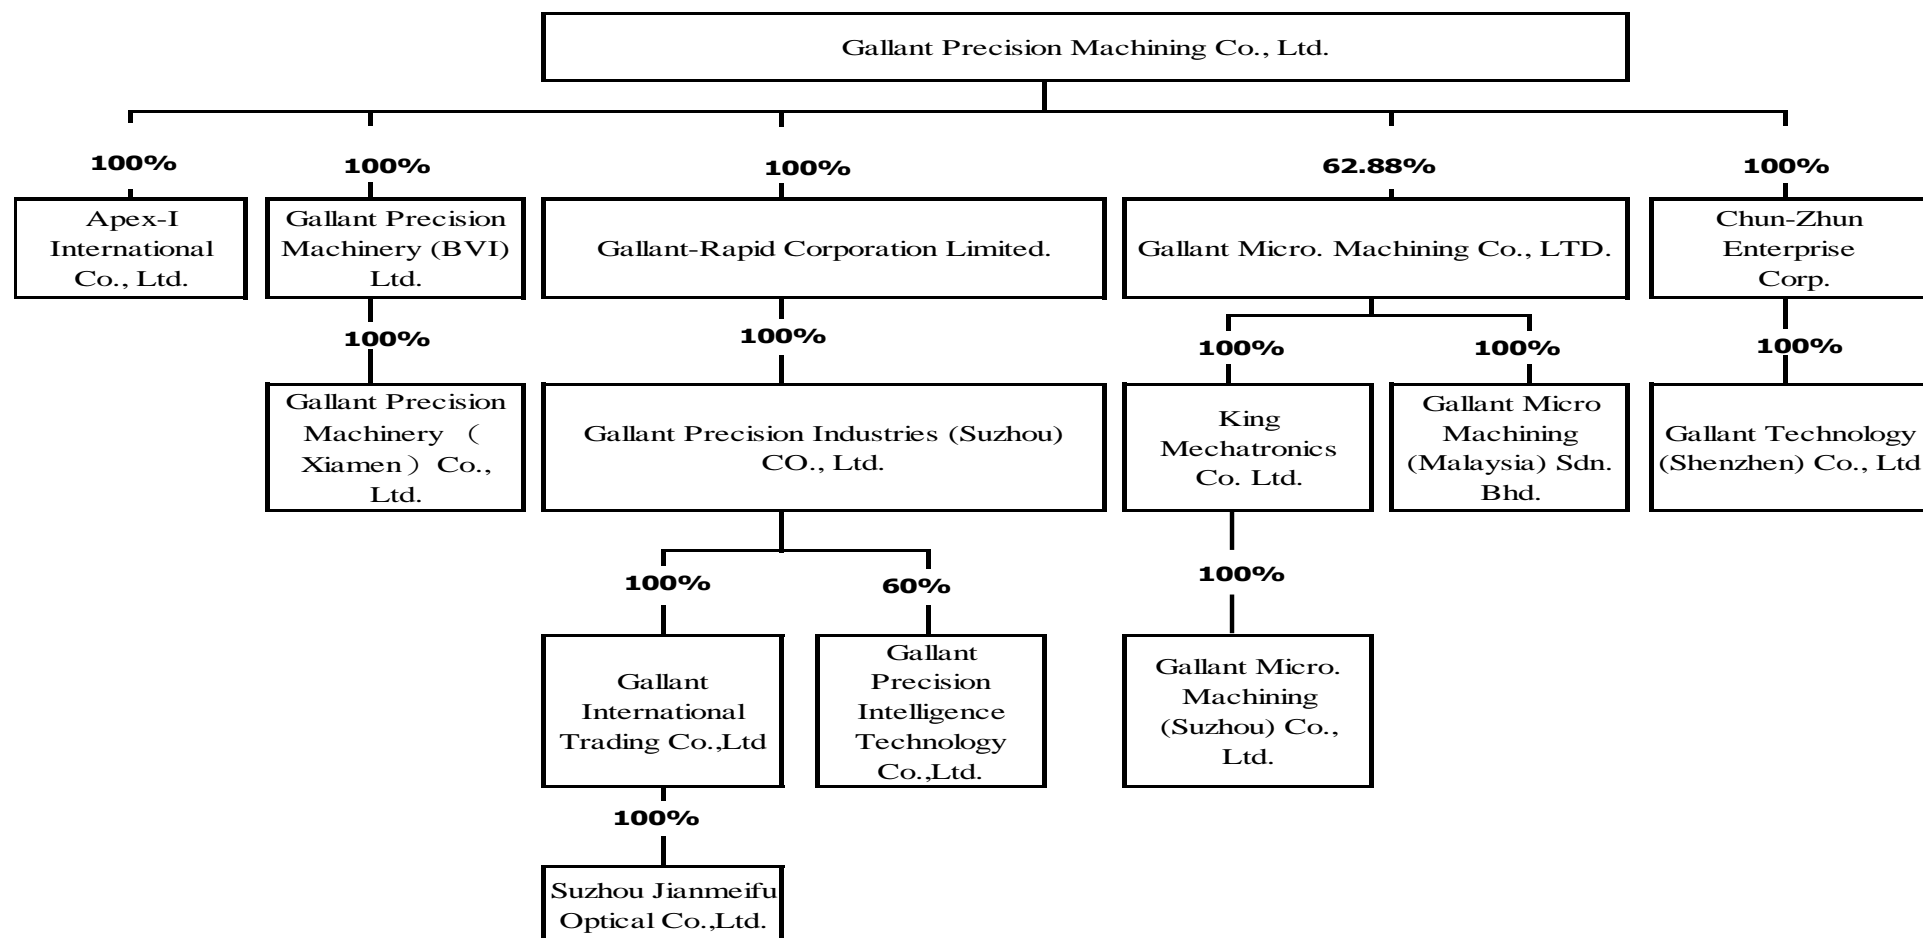 Gallant Precision Machining Co., Ltd.
100%
100%
100%
62.88%
100%
Apex-I
International
Co., Ltd.
Gallant Precision
Machinery (BVI)
Ltd.
Gallant-Rapid Corporation Limited.
Gallant Micro. Machining Co., LTD.
Chun-Zhun
Enterprise
Corp.
100%
100%
100%
100%
100%
Gallant Precision
Machinery （
Xiamen） Co.,
Ltd.
Gallant Precision Industries (Suzhou)
CO., Ltd.
King
Mechatronics
Co. Ltd.
Gallant Micro
Machining
(Malaysia) Sdn.
Bhd.
Gallant Technology
(Shenzhen) Co., Ltd
100%
60%
100%
Gallant
International
Trading Co.,Ltd
Gallant
Precision
Intelligence
Technology
Co.,Ltd.
Gallant Micro.
Machining
(Suzhou) Co.,
Ltd.
100%
Suzhou Jianmeifu
Optical Co.,Ltd.